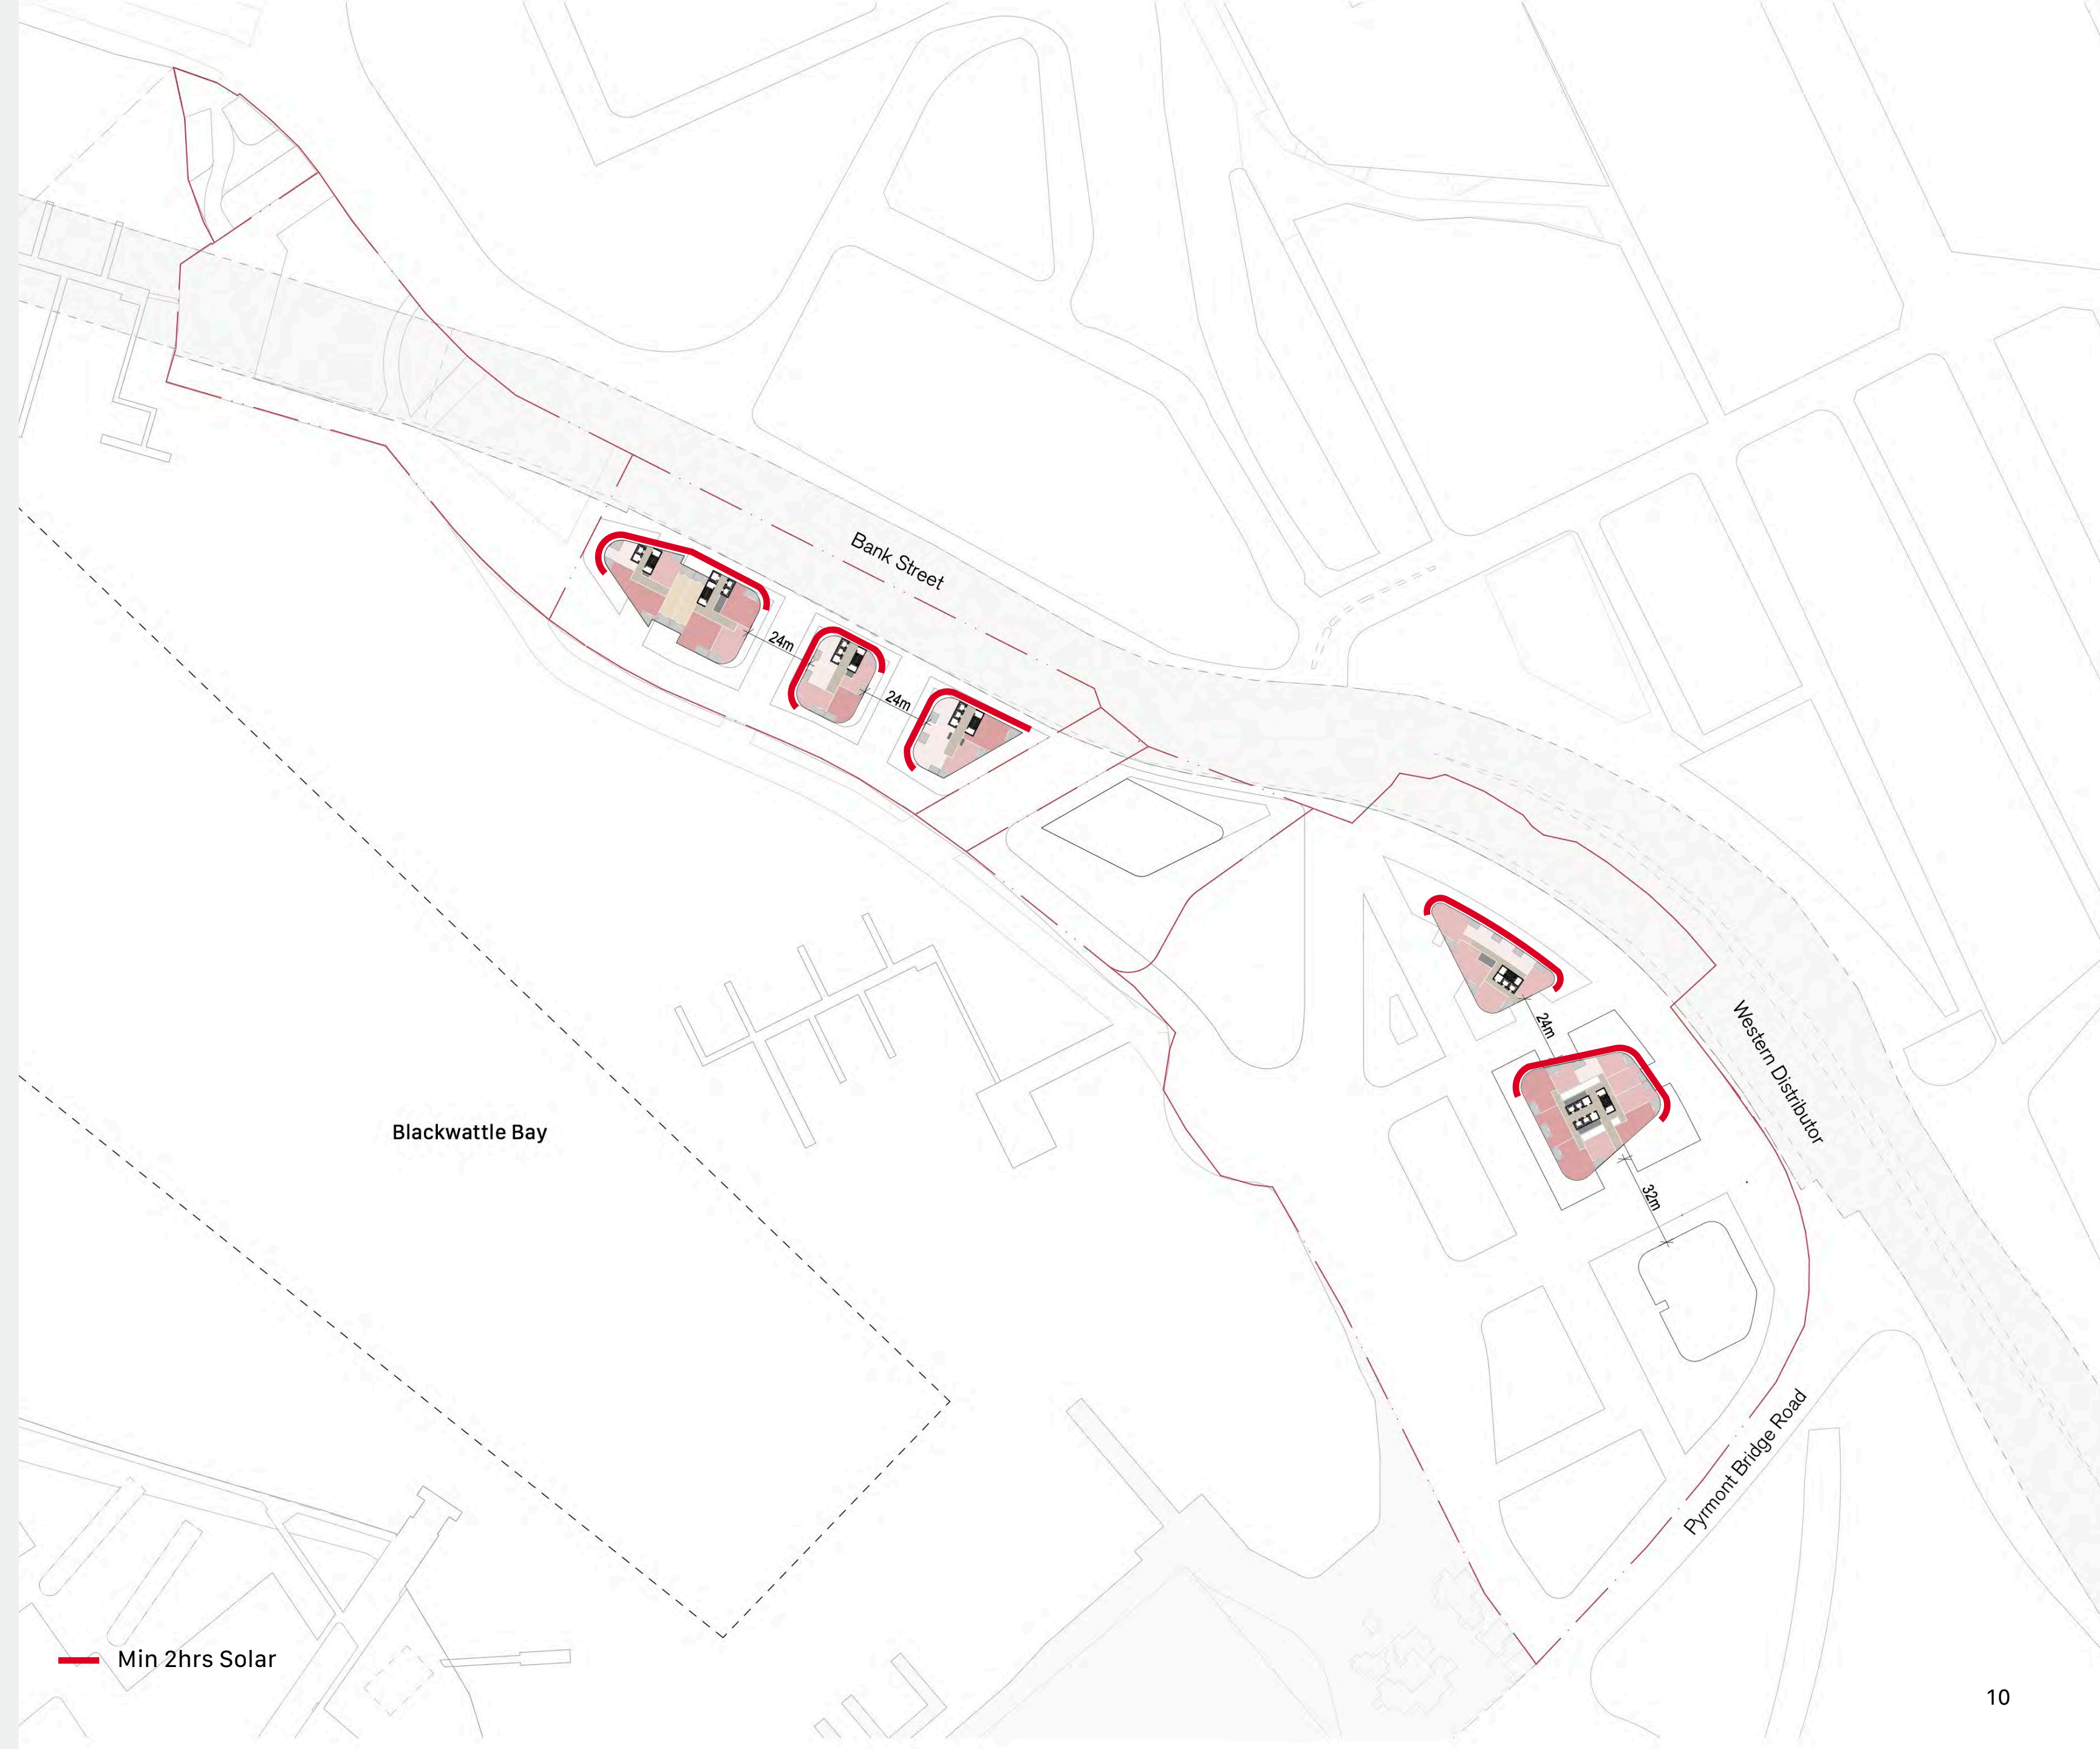 Bank Street
24m
24m
24m
Western Distributor
Blackwattle Bay
32m
Pyrmont Bridge Road
Min 2hrs Solar
10